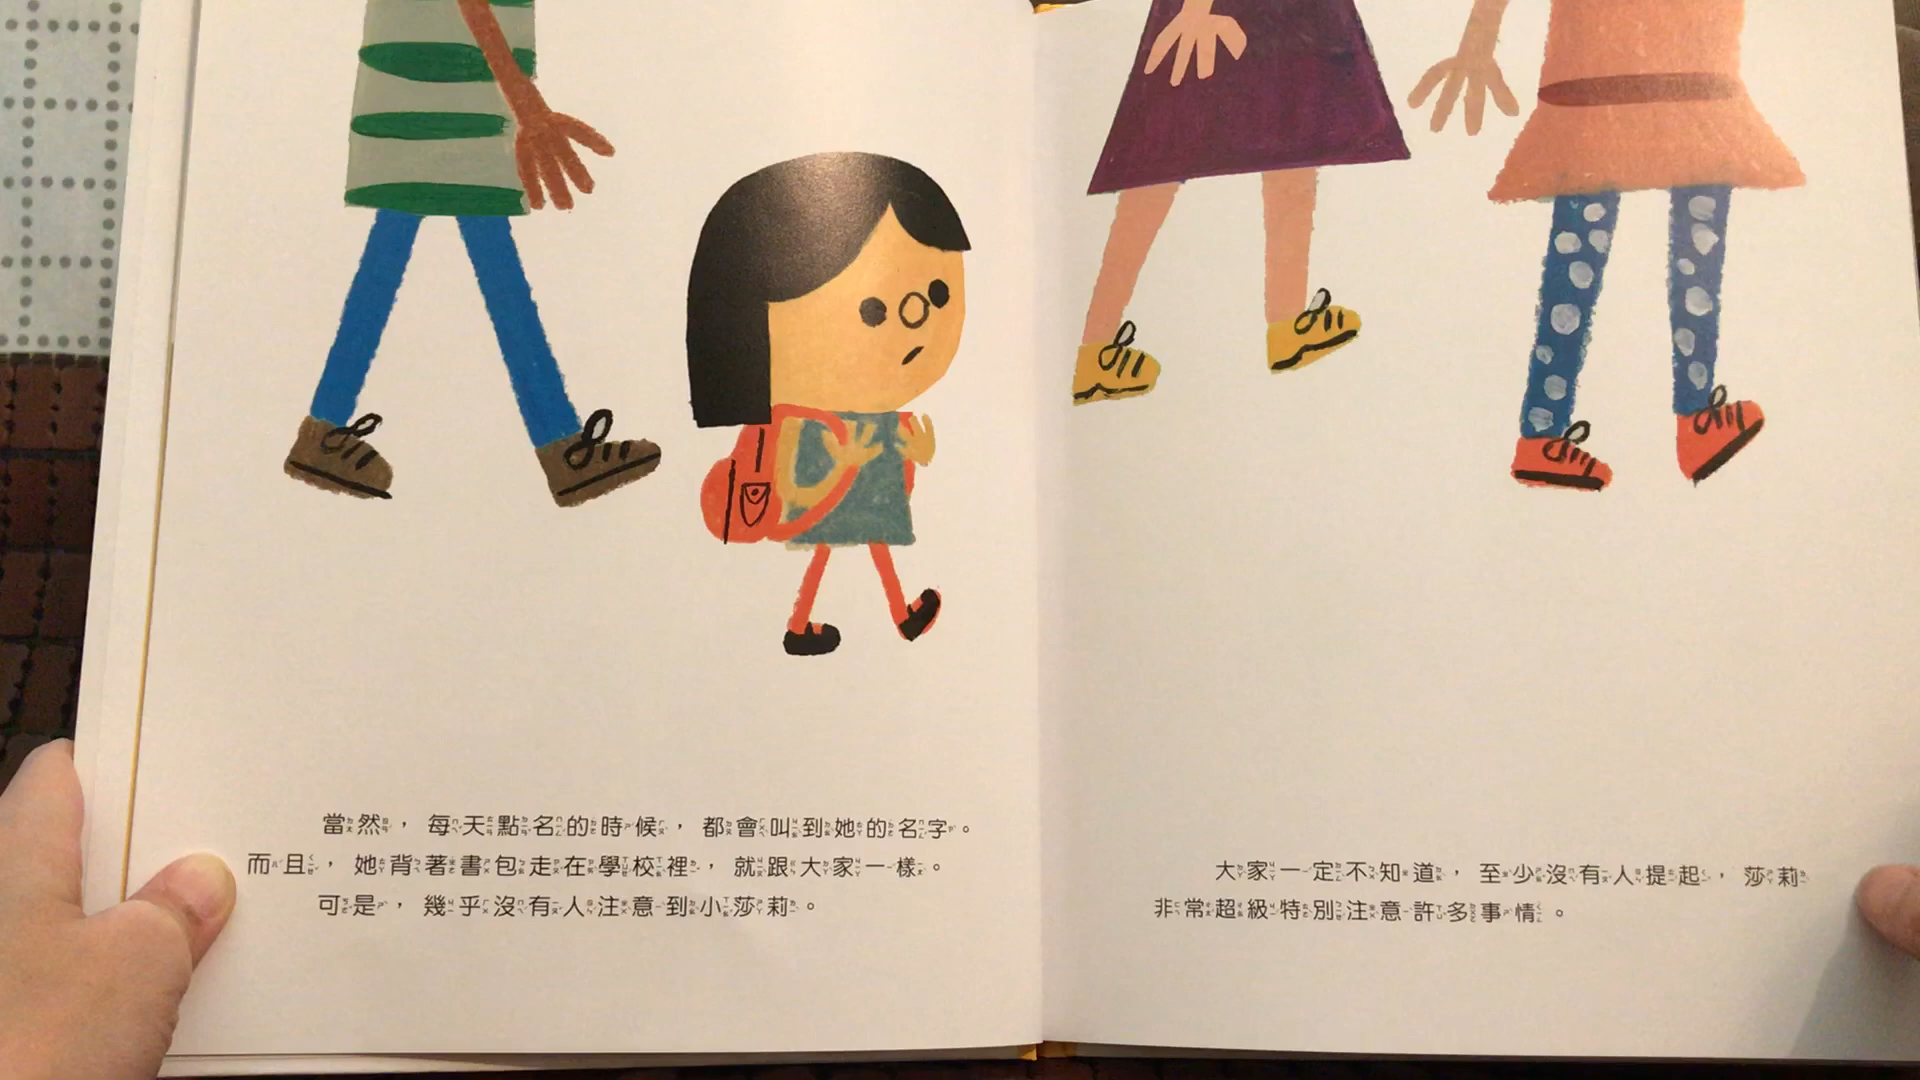 當然，每天點名的時候，都會叫到她的名字。
而且，她背著書包走在學校裡，就跟大家一樣。
可是，幾乎沒有人注意到小莎莉。
大家一定不知道，至少沒有人提起，莎莉
非常超級特別注意許多事情。